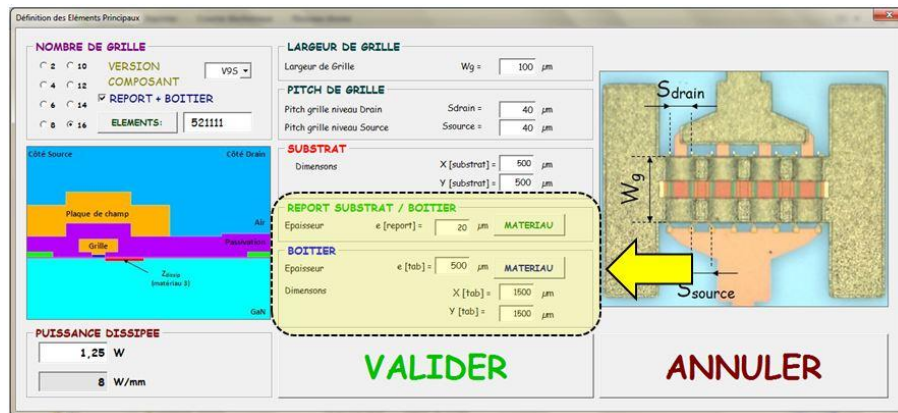 Définition des Eléments Principaux
NOMBRE DE GRILLE
2 10 VERSION V9S
4 12 COMPOSANT
6 14 REPORT + BOITIER
8 16 ELEMENTS: 521111
Côté Source Côté Drain
Plaque de champ
Air
Grille
Passivation
Zdissip
(matériau 3)
GaN
PUISSANCE DISSIPEE
1,25 W
8 W/mm
LARGEUR DE GRILLE
Largeur de Grille Wg = 100 µm
PITCH DE GRILLE
Pitch grille niveau Drain Sdrain = 40 µm
Pitch grille niveau Source Ssource = 40 µm
SUBSTRAT
Dimensons X [substrat] = 500 µm
Y [substrat] = 500 µm
REPORT SUBSTRAT / BOITIER
Epaisseur e [report] = 20 µm MATERIAU
BOITIER
Epaisseur e [tab] = 500 µm MATERIAU
Dimensons X [tab] = 1500 µm
Y [tab] = 1500 µm
Sdrain
Wg
Ssource
VALIDER
ANNULER